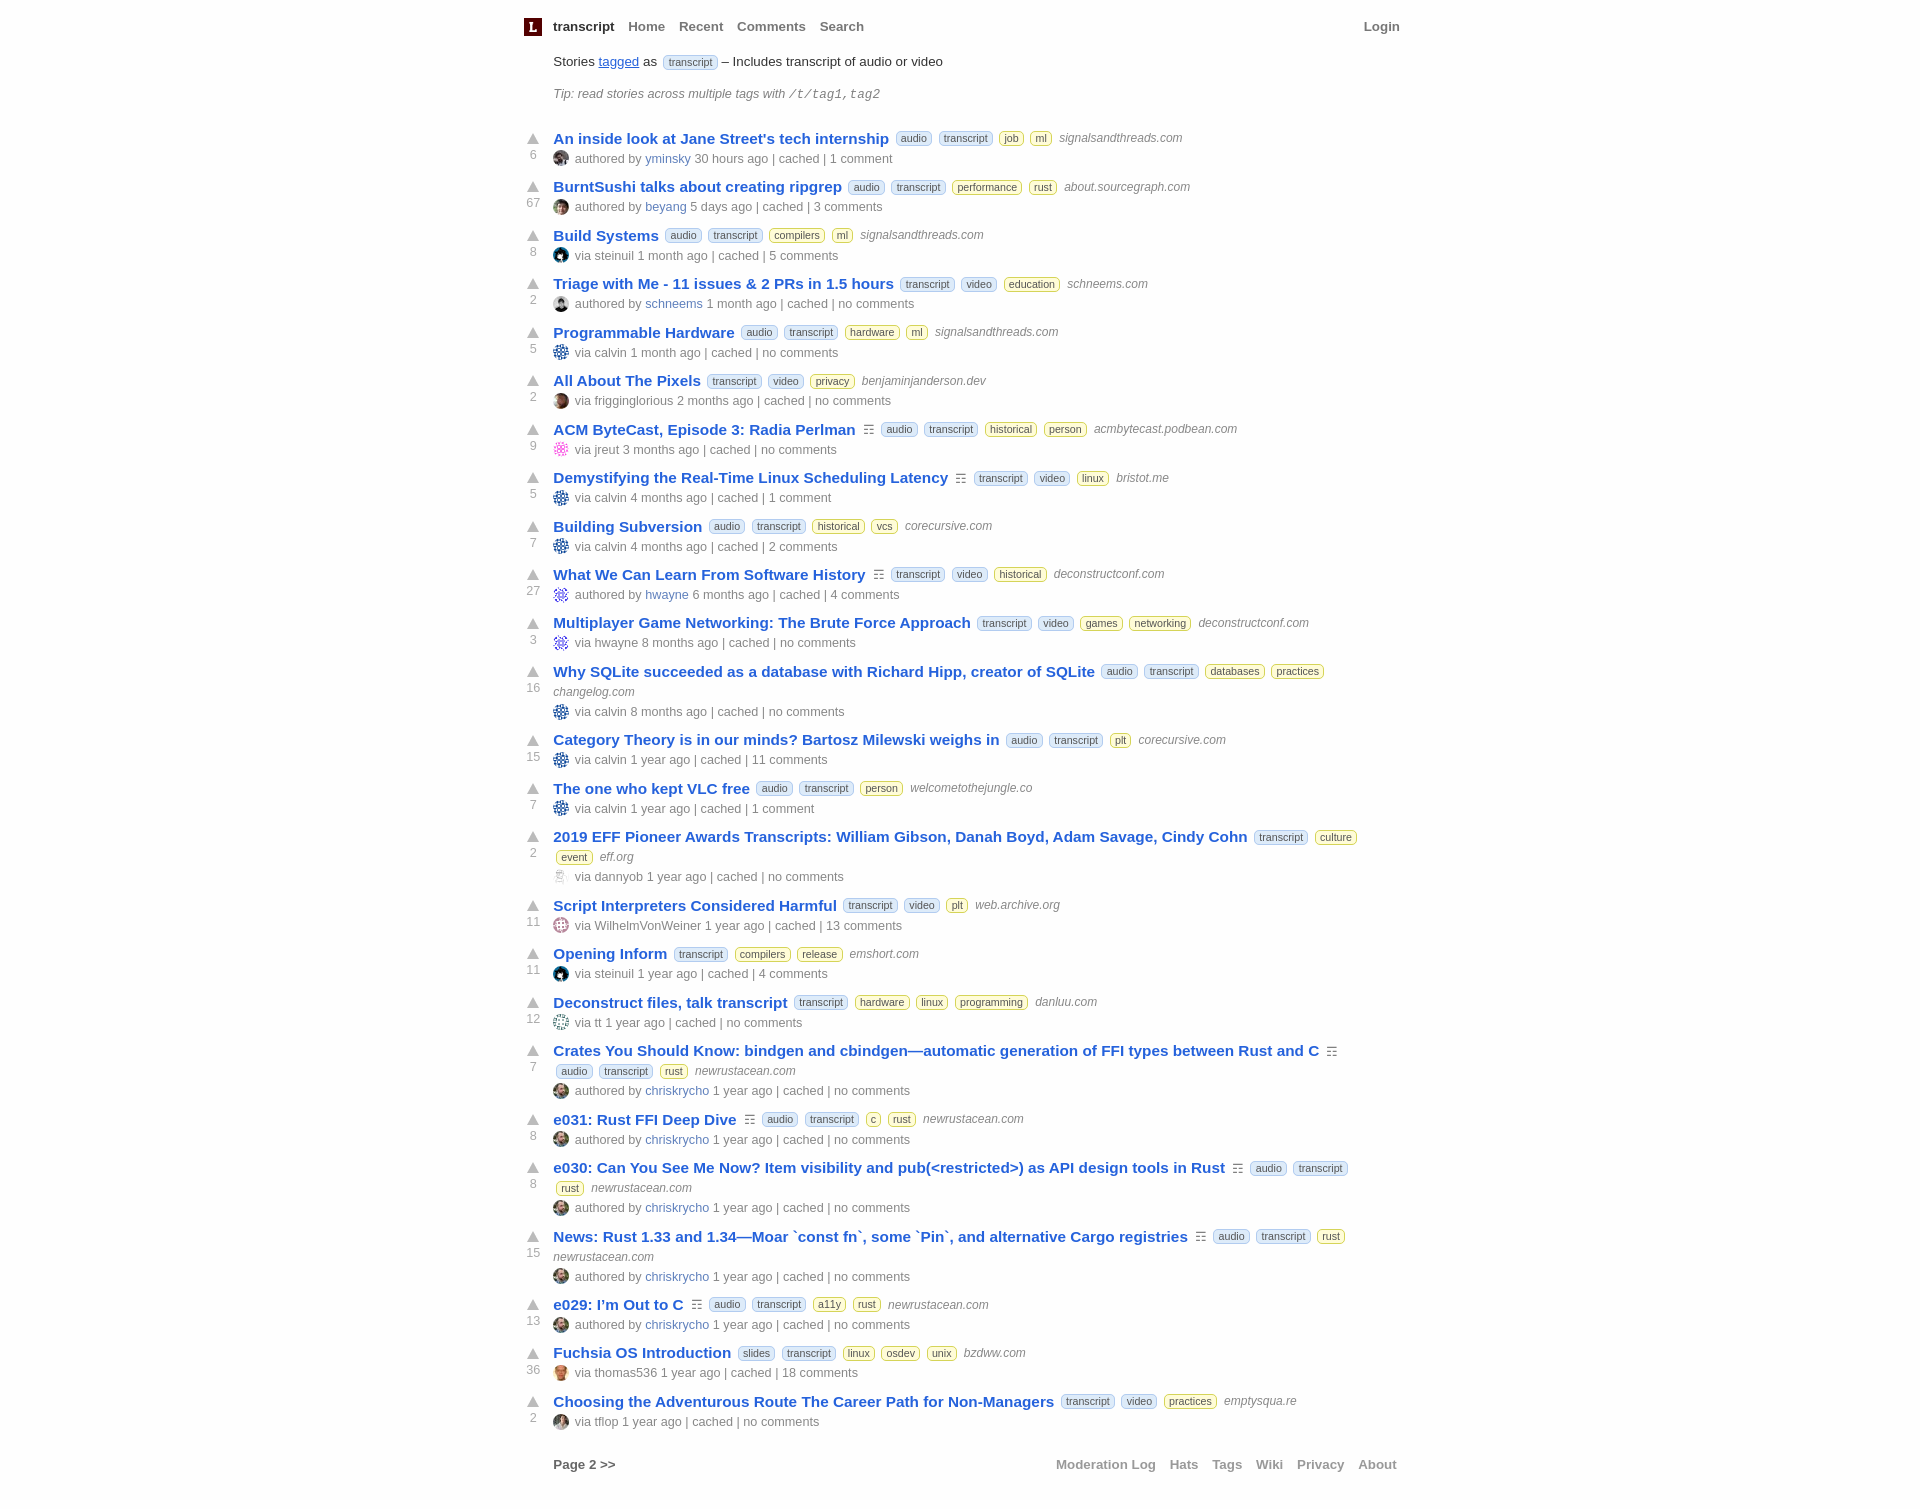 L transcript Home Recent Comments Search Login
Stories tagged as transcript – Includes transcript of audio or video
Tip: read stories across multiple tags with /t/tag1,tag2
An inside look at Jane Street's tech internship audio transcript job ml signalsandthreads.com
6 authored by yminsky 30 hours ago | cached | 1 comment
BurntSushi talks about creating ripgrep audio transcript performance rust about.sourcegraph.com
67 authored by beyang 5 days ago | cached | 3 comments
Build Systems audio transcript compilers ml signalsandthreads.com
8 via steinuil 1 month ago | cached | 5 comments
Triage with Me - 11 issues & 2 PRs in 1.5 hours transcript video education schneems.com
2 authored by schneems 1 month ago | cached | no comments
Programmable Hardware audio transcript hardware ml signalsandthreads.com
5 via calvin 1 month ago | cached | no comments
All About The Pixels transcript video privacy benjaminjanderson.dev
2 via frigginglorious 2 months ago | cached | no comments
ACM ByteCast, Episode 3: Radia Perlman ☶ audio transcript historical person acmbytecast.podbean.com
9 via jreut 3 months ago | cached | no comments
Demystifying the Real-Time Linux Scheduling Latency ☶ transcript video linux bristot.me
5 via calvin 4 months ago | cached | 1 comment
Building Subversion audio transcript historical vcs corecursive.com
7 via calvin 4 months ago | cached | 2 comments
What We Can Learn From Software History ☶ transcript video historical deconstructconf.com
27 authored by hwayne 6 months ago | cached | 4 comments
Multiplayer Game Networking: The Brute Force Approach transcript video games networking deconstructconf.com
3 via hwayne 8 months ago | cached | no comments
Why SQLite succeeded as a database with Richard Hipp, creator of SQLite audio transcript databases practices
16 changelog.com
via calvin 8 months ago | cached | no comments
Category Theory is in our minds? Bartosz Milewski weighs in audio transcript plt corecursive.com
15 via calvin 1 year ago | cached | 11 comments
The one who kept VLC free audio transcript person welcometothejungle.co
7 via calvin 1 year ago | cached | 1 comment
2019 EFF Pioneer Awards Transcripts: William Gibson, Danah Boyd, Adam Savage, Cindy Cohn transcript culture
2 event eff.org
via dannyob 1 year ago | cached | no comments
Script Interpreters Considered Harmful transcript video plt web.archive.org
11 via WilhelmVonWeiner 1 year ago | cached | 13 comments
Opening Inform transcript compilers release emshort.com
11 via steinuil 1 year ago | cached | 4 comments
Deconstruct files, talk transcript transcript hardware linux programming danluu.com
12 via tt 1 year ago | cached | no comments
Crates You Should Know: bindgen and cbindgen—automatic generation of FFI types between Rust and C ☶
7 audio transcript rust newrustacean.com
authored by chriskrycho 1 year ago | cached | no comments
e031: Rust FFI Deep Dive ☶ audio transcript c rust newrustacean.com
8 authored by chriskrycho 1 year ago | cached | no comments
e030: Can You See Me Now? Item visibility and pub(<restricted>) as API design tools in Rust ☶ audio transcript
8 rust newrustacean.com
authored by chriskrycho 1 year ago | cached | no comments
News: Rust 1.33 and 1.34—Moar `const fn`, some `Pin`, and alternative Cargo registries ☶ audio transcript rust
15 newrustacean.com
authored by chriskrycho 1 year ago | cached | no comments
e029: I’m Out to C ☶ audio transcript a11y rust newrustacean.com
13 authored by chriskrycho 1 year ago | cached | no comments
Fuchsia OS Introduction slides transcript linux osdev unix bzdww.com
36 via thomas536 1 year ago | cached | 18 comments
Choosing the Adventurous Route The Career Path for Non-Managers transcript video practices emptysqua.re
2 via tflop 1 year ago | cached | no comments
Page 2 >> Moderation Log Hats Tags Wiki Privacy About